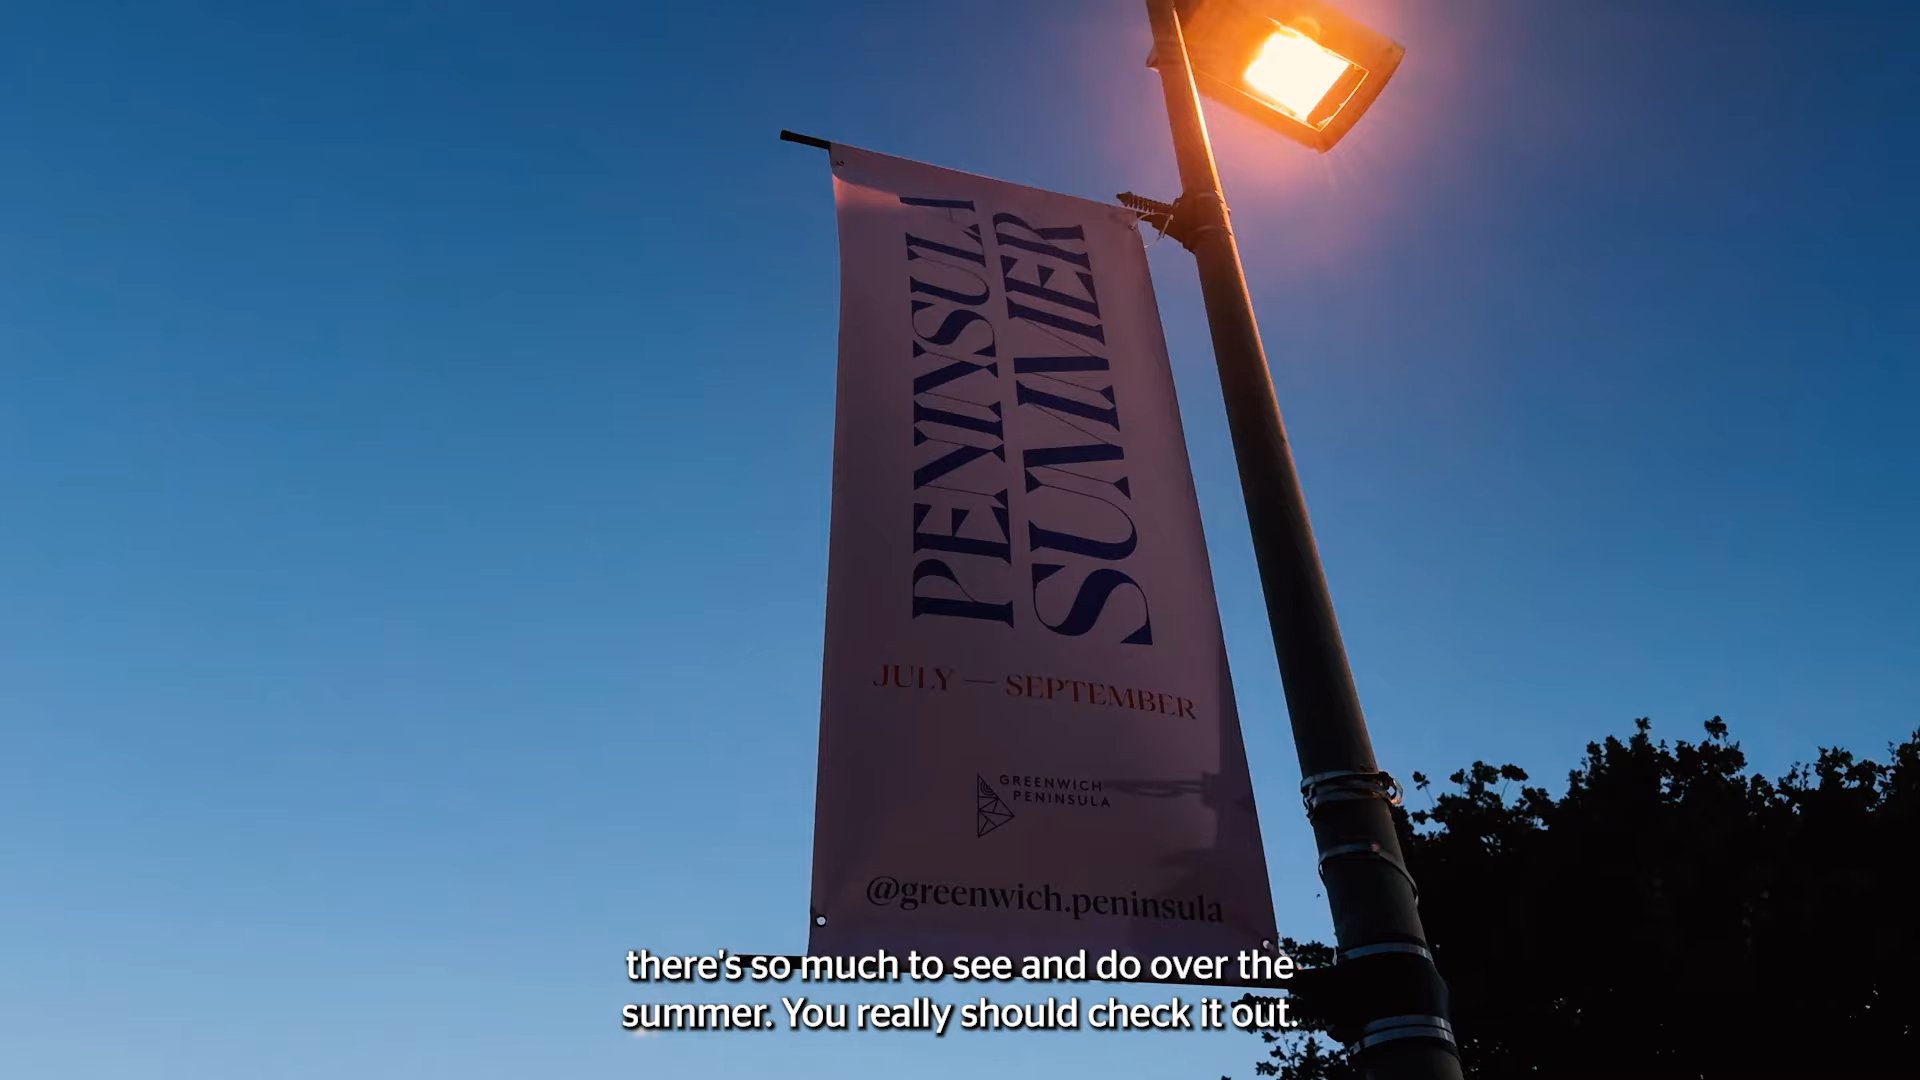 PENINSULA
SUMMER
JULY — SEPTEMBER
GREENWICH
PENINSULA
@greenwich.peninsula
there's so much to see and do over the
summer. You really should check it out.